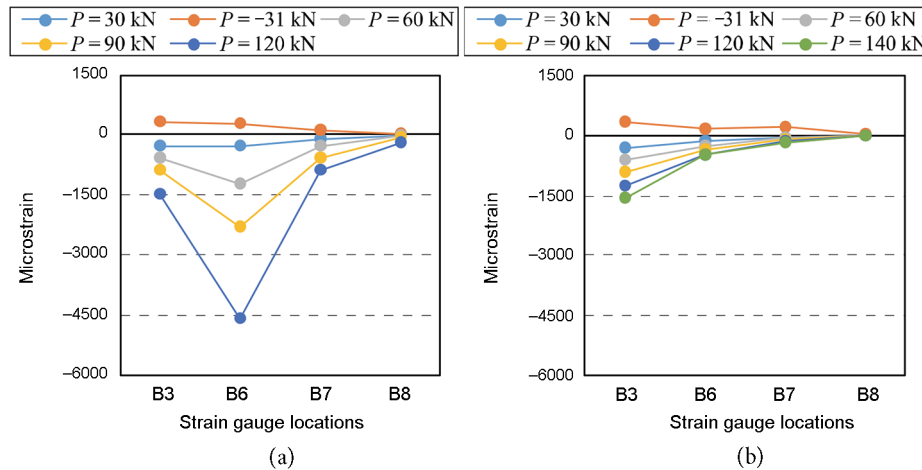 P = 30 kN P = −31 kN P = 60 kN
P = 90 kN P = 120 kN
1500
0
−1500
−3000
−4500
−6000
Microstrain
B3 B6 B7 B8
Strain gauge locations
(a)
P = 30 kN P = −31 kN P = 60 kN
P = 90 kN P = 120 kN P = 140 kN
1500
0
−1500
−3000
−4500
−6000
Microstrain
B3 B6 B7 B8
Strain gauge locations
(b)